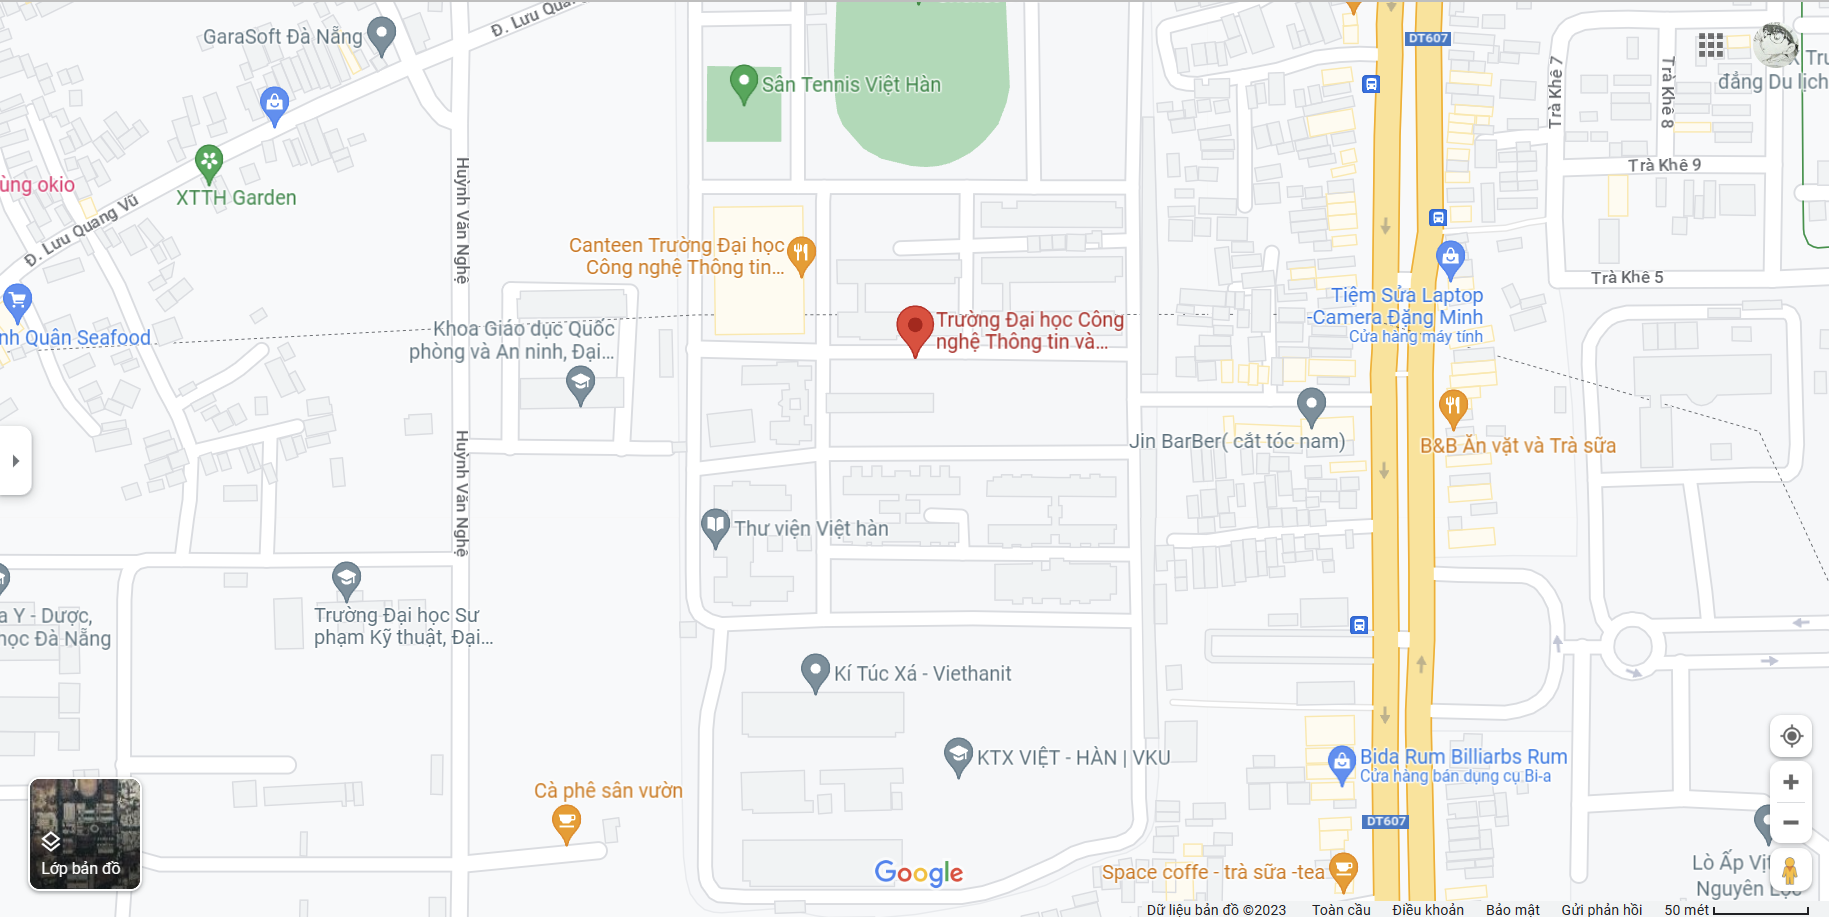 Đ. Lưu Quang
GaraSoft Đà Nẵng
DT607
Sân Tennis Việt Hàn
Trà Khê 7
Trà Khê 8
đẳng Du lịch
Trà Khê 9
ùng okio
XTTH Garden
Đ. Lưu Quang Vũ
Huỳnh Văn Nghệ
Canteen Trường Đại học
Công nghệ Thông tin...
Trà Khê 5
Tiệm Sửa Laptop
-Camera Đăng Minh
Cửa hàng máy tính
nh Quân Seafood
Khoa Giáo dục Quốc
phòng và An ninh, Đại...
Trường Đại học Công
nghệ Thông tin và...
Jin BarBer( cắt tóc nam)
B&B Ăn vặt và Trà sữa
Huỳnh Văn Nghệ
Thư viện Việt hàn
a Y - Dược,
học Đà Nẵng
Trường Đại học Sư
phạm Kỹ thuật, Đại...
Kí Túc Xá - Viethanit
KTX VIỆT - HÀN | VKU
Bida Rum Billiarbs Rum
Cửa hàng bán dụng cụ Bi-a
Cà phê sân vườn
DT607
Lớp bản đồ
Google
Space coffe - trà sữa -tea
Lò Ấp Vịt
Nguyên Lộc
Dữ liệu bản đồ ©2023 Toàn cầu Điều khoản Bảo mật Gửi phản hồi 50 mét